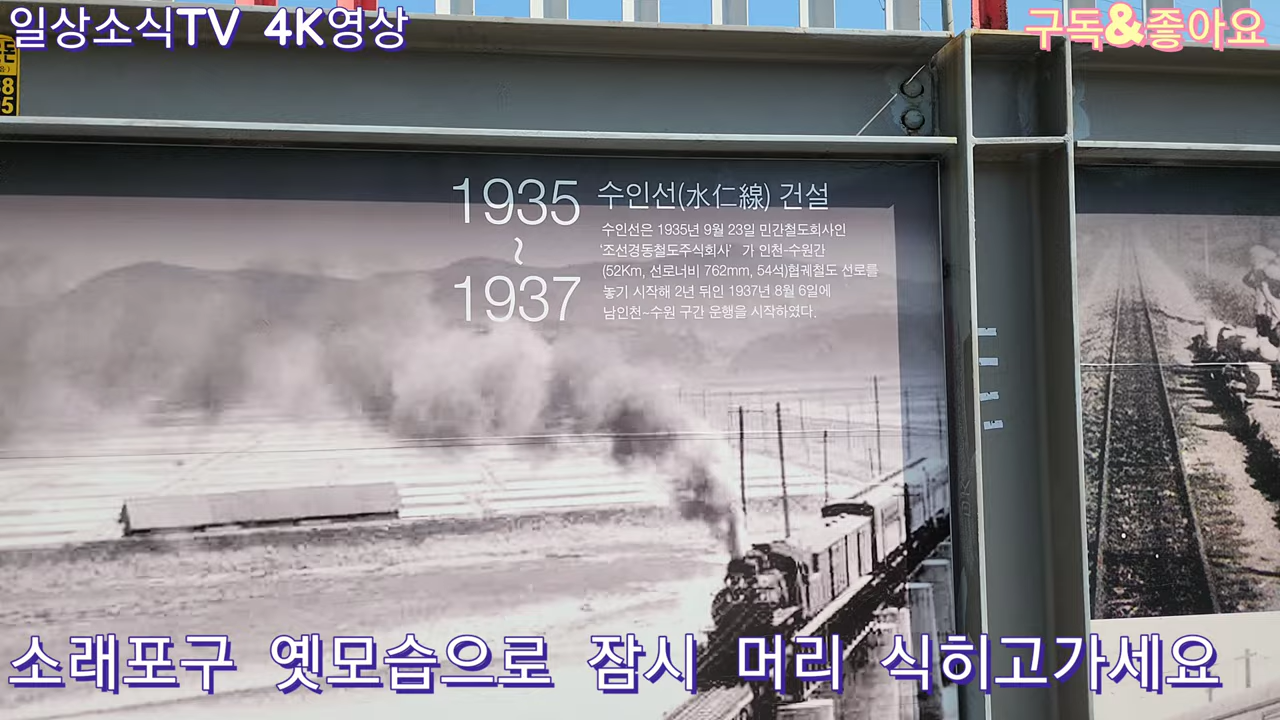 일상소식TV 4K영상
구독&좋아요
1935
~
1937
수인선(水仁線) 건설
수인선은 1935년 9월 23일 민간철도회사인
'조선경동철도주식회사' 가 인천-수원간
(52Km, 선로너비 762mm, 54석)협궤철도 선로를
놓기 시작해 2년 뒤인 1937년 8월 6일에
남인천~수원 구간 운행을 시작하였다.
소래포구 옛모습으로 잠시 머리 식히고가세요